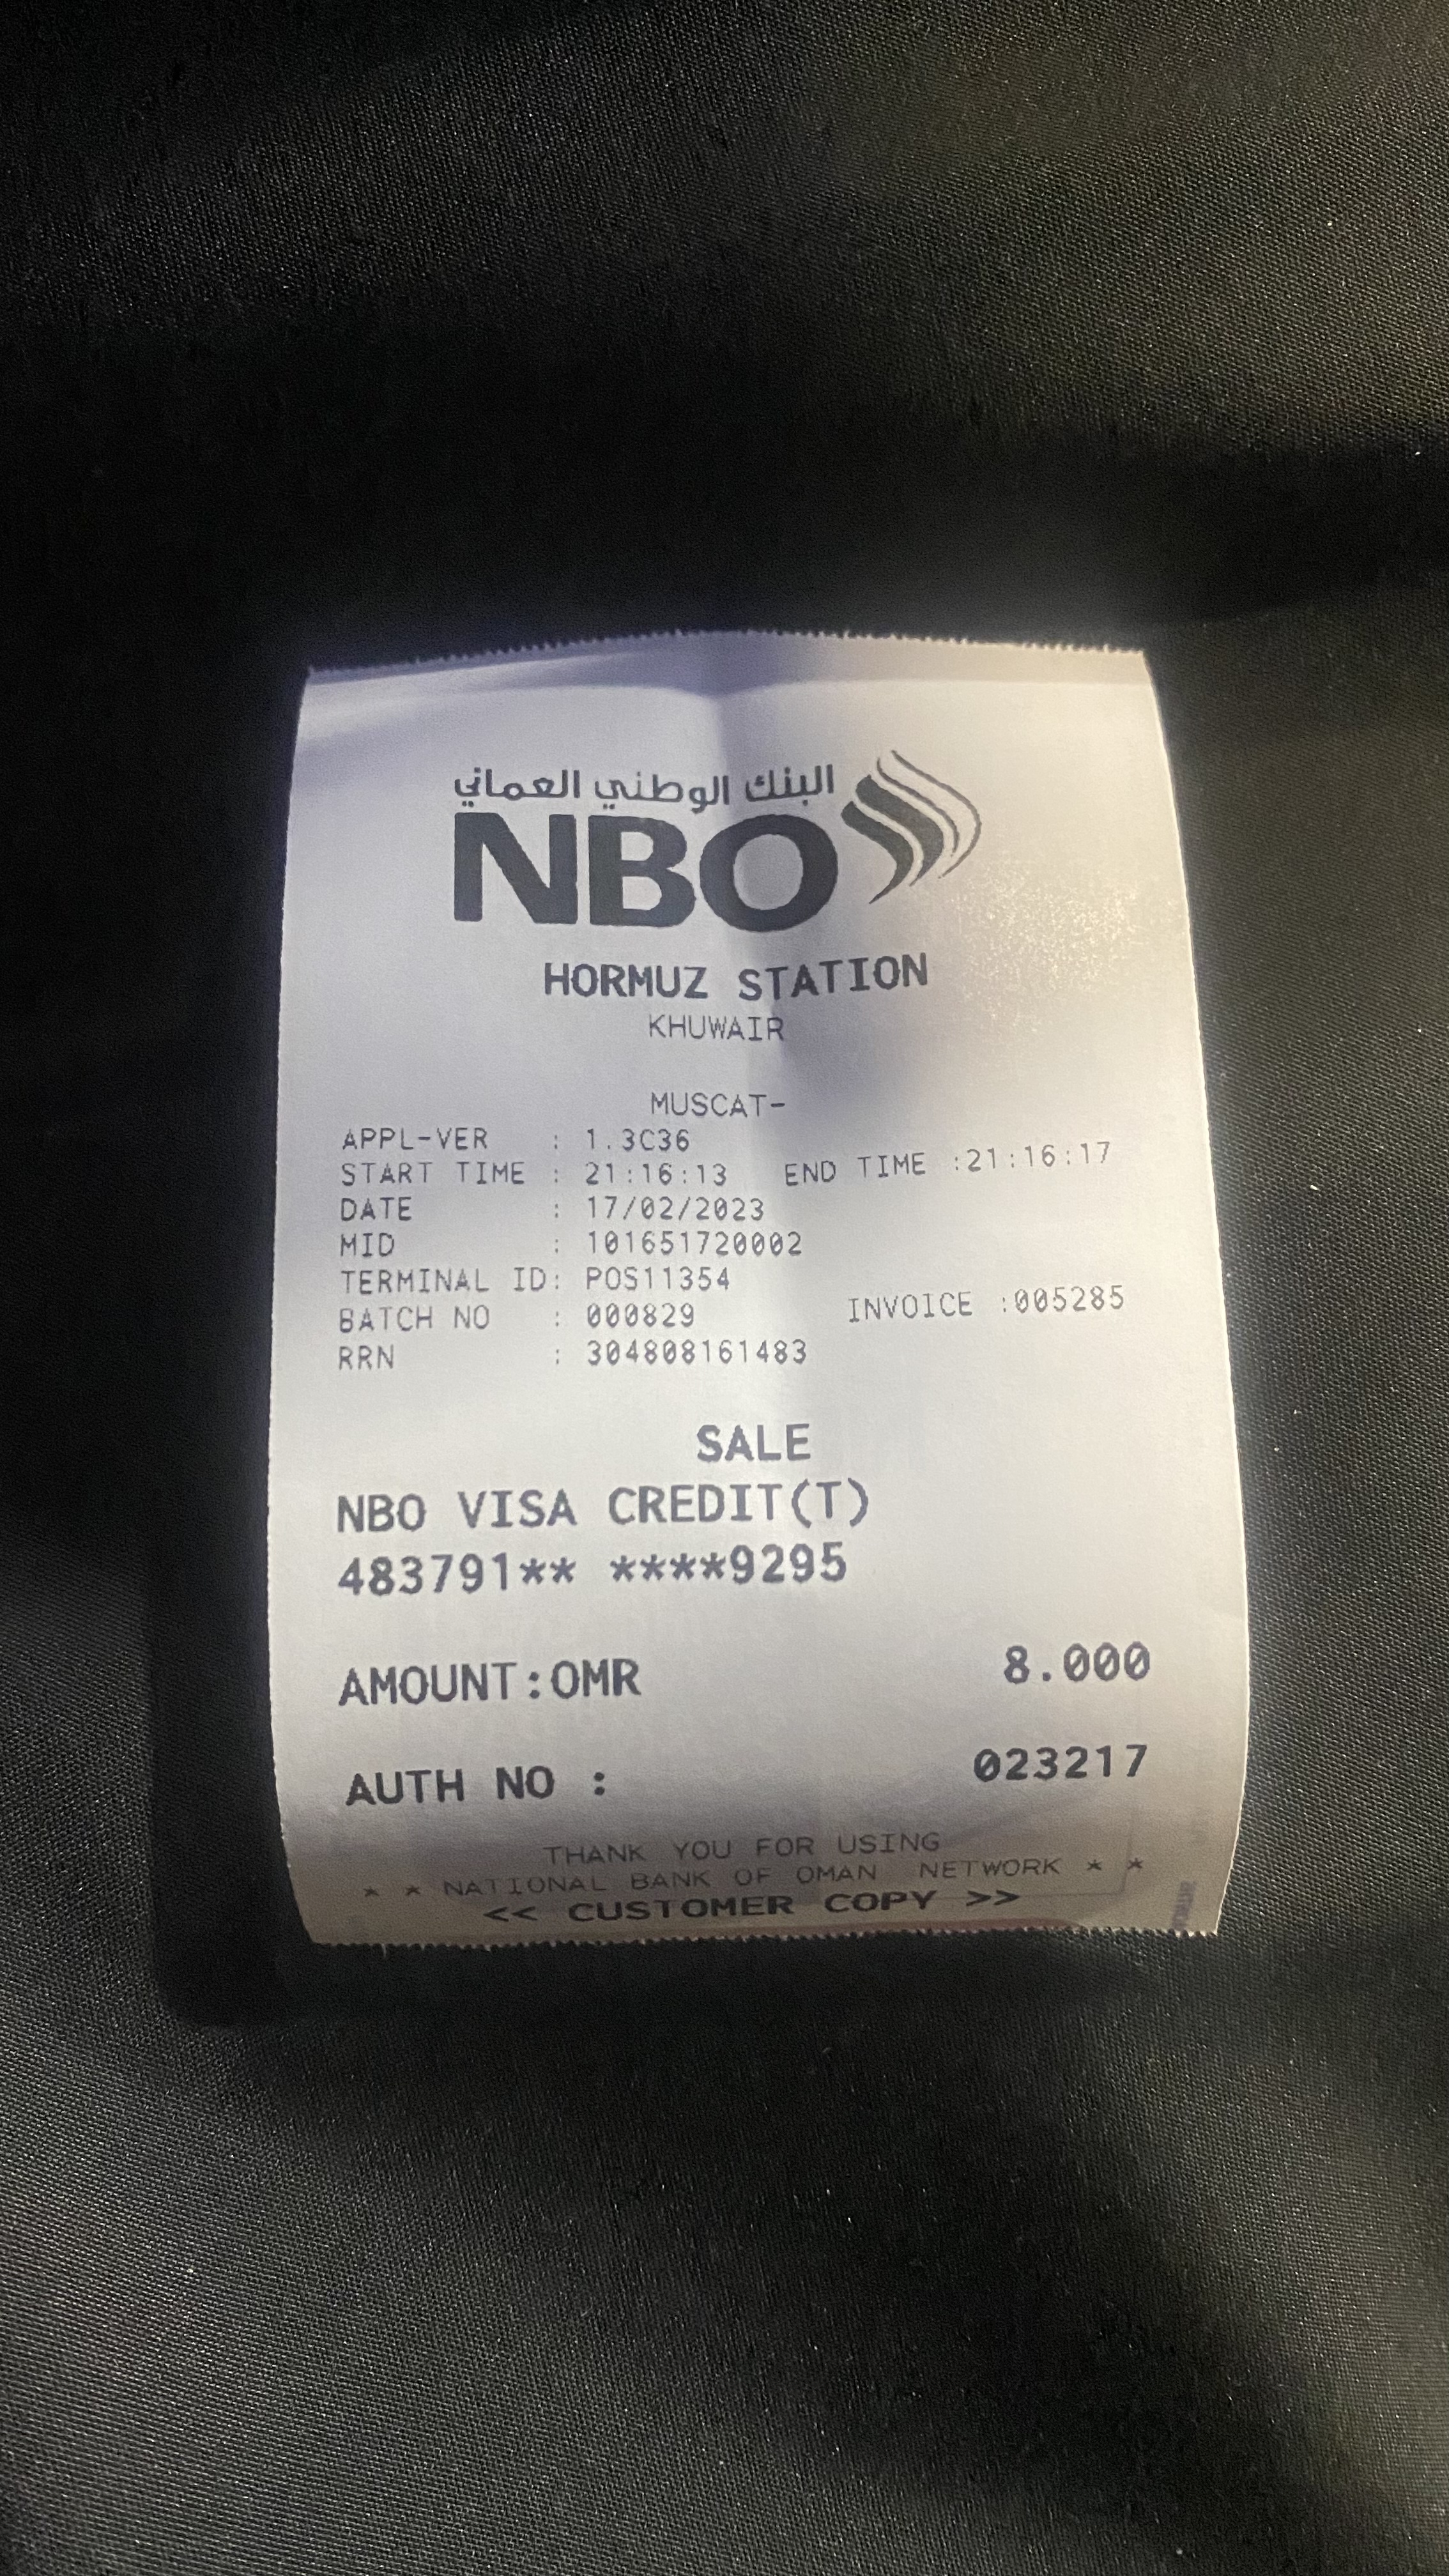 البنك الوطني العماني
NBO
HORMUZ STATION
KHUWAIR
MUSCAT-
APPL-VER : 1.3C36
START TIME : 21:16:13 END TIME :21:16:17
DATE : 17/02/2023
MID : 101651720002
TERMINAL ID: POS11354
BATCH NO : 000829 INVOICE :005285
RRN : 304808161483
SALE
NBO VISA CREDIT(T)
483791** ****9295
AMOUNT:OMR 8.000
AUTH NO : 023217
THANK YOU FOR USING
* * NATIONAL BANK OF OMAN NETWORK * *
<< CUSTOMER COPY >>